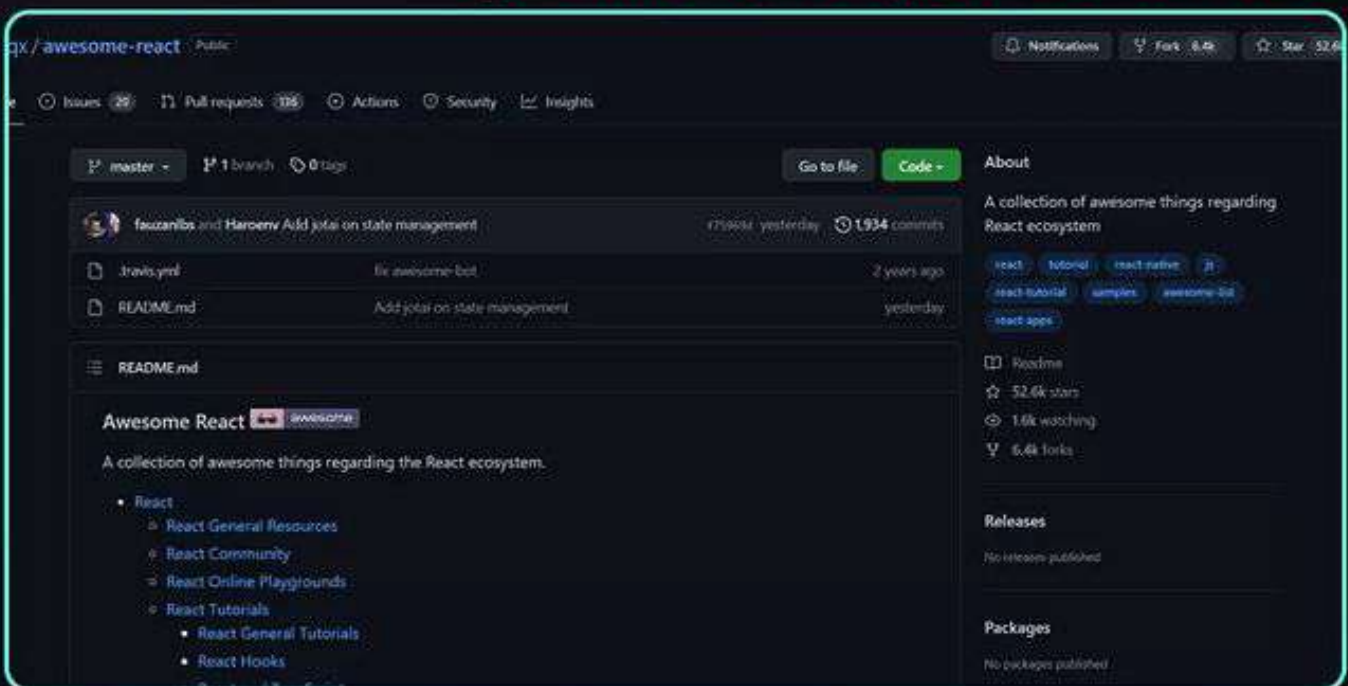 qx / awesome-react Public
Notifications Fork 6.4k Star 52.6k
Issues 20 Pull requests Actions Security Insights
master 1 branch 0 tags Go to file Code
fauzanlbs and Haroenv Add jotai on state management yesterday 1,934 commits
.travis.yml fix awesome-bot 2 years ago
README.md Add jotai on state management yesterday
README.md
Awesome React awesome
A collection of awesome things regarding the React ecosystem.
React
React General Resources
React Community
React Online Playgrounds
React Tutorials
React General Tutorials
React Hooks
About
A collection of awesome things regarding
React ecosystem
react tutorial react-native js
react-tutorial samples awesome-list
react-apps
Readme
52.6k stars
1.6k watching
6.4k forks
Releases
No releases published
Packages
No packages published